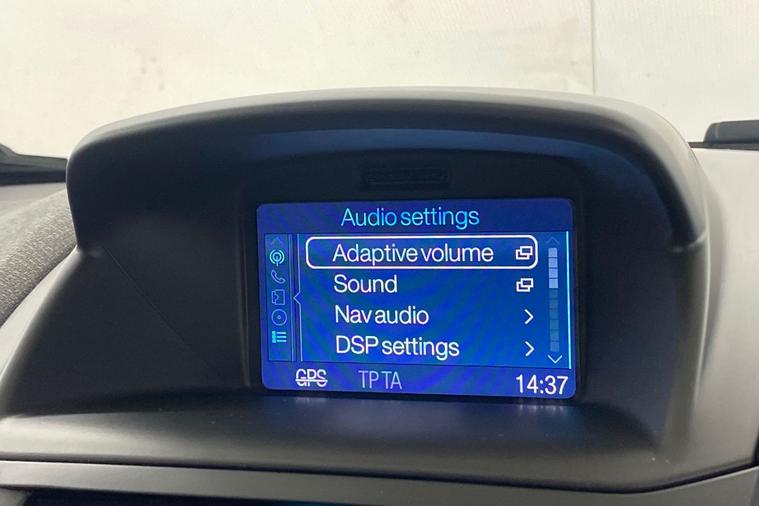 Audio settings
Adaptive volume
Sound
Nav audio
DSP settings
GPS TP TA 14:37